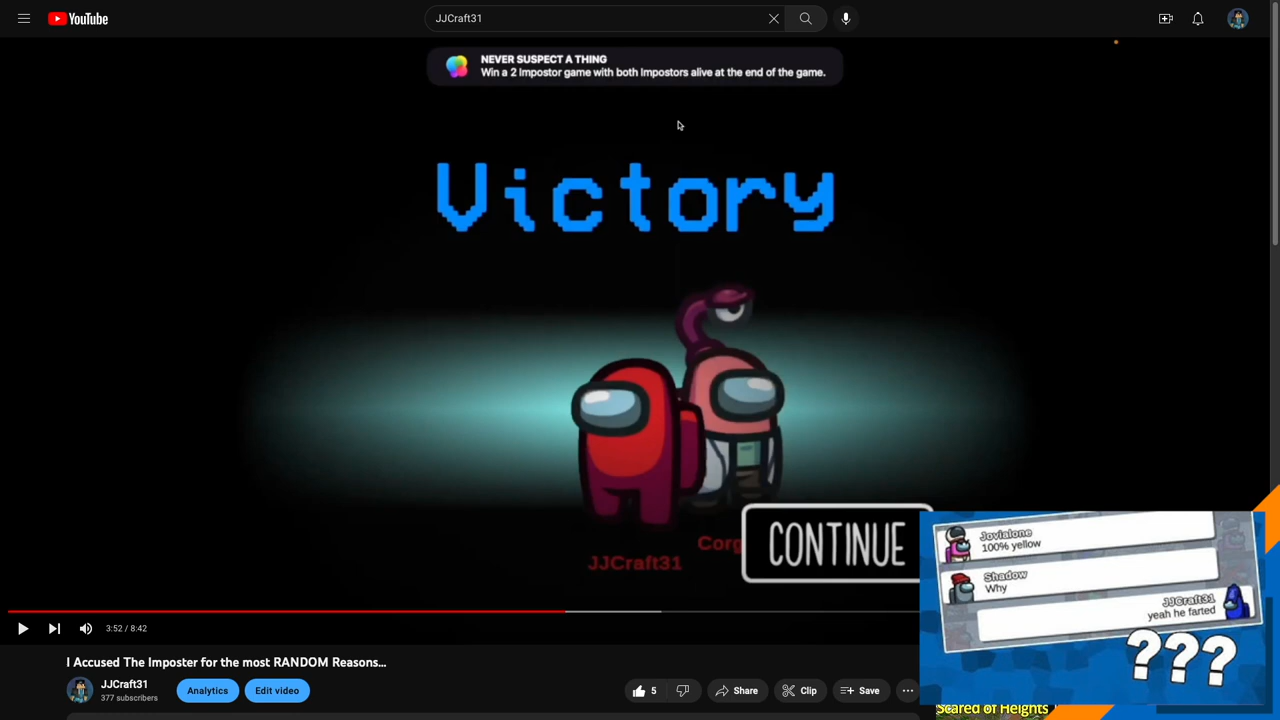 YouTube
JJCraft31
NEVER SUSPECT A THING
Win a 2 Impostor game with both Impostors alive at the end of the game.
Victory
JJCraft31
Corg
CONTINUE
Jovialone
100% yellow
Shadow
Why
JJCraft31
yeah he farted
???
3:52 / 8:42
I Accused The Imposter for the most RANDOM Reasons...
JJCraft31
377 subscribers
Analytics
Edit video
5
Share
Clip
Save
Scared of Heights